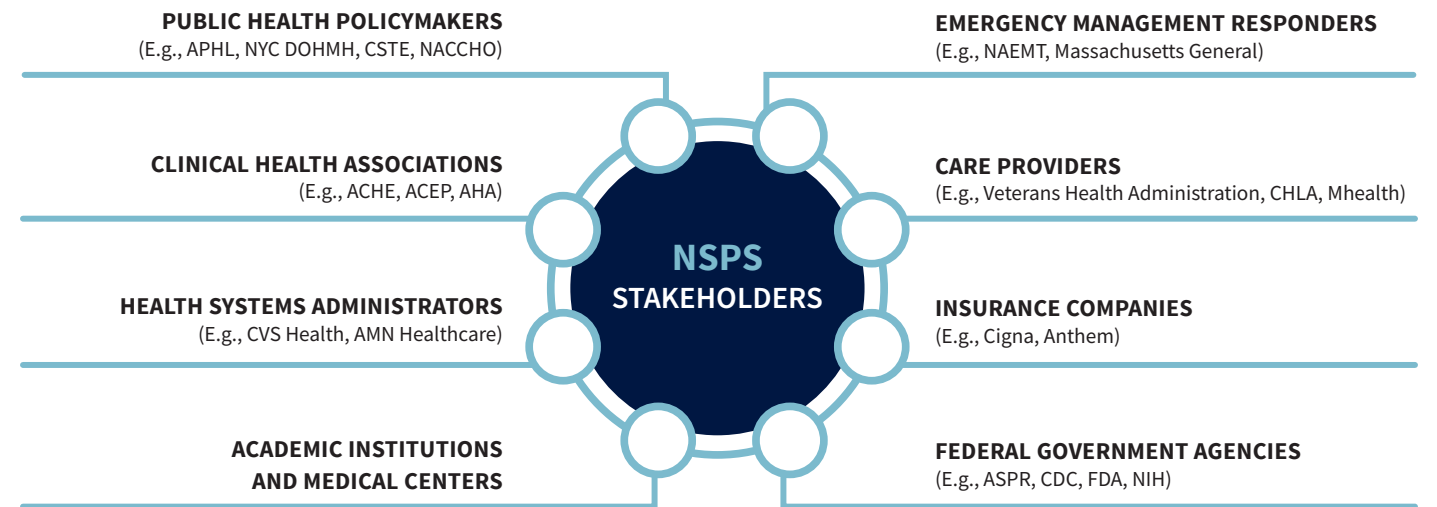 PUBLIC HEALTH POLICYMAKERS
(E.g., APHL, NYC DOHMH, CSTE, NACCHO)
CLINICAL HEALTH ASSOCIATIONS
(E.g., ACHE, ACEP, AHA)
HEALTH SYSTEMS ADMINISTRATORS
(E.g., CVS Health, AMN Healthcare)
ACADEMIC INSTITUTIONS
AND MEDICAL CENTERS
NSPS
STAKEHOLDERS
EMERGENCY MANAGEMENT RESPONDERS
(E.g., NAEMT, Massachusetts General)
CARE PROVIDERS
(E.g., Veterans Health Administration, CHLA, Mhealth)
INSURANCE COMPANIES
(E.g., Cigna, Anthem)
FEDERAL GOVERNMENT AGENCIES
(E.g., ASPR, CDC, FDA, NIH)